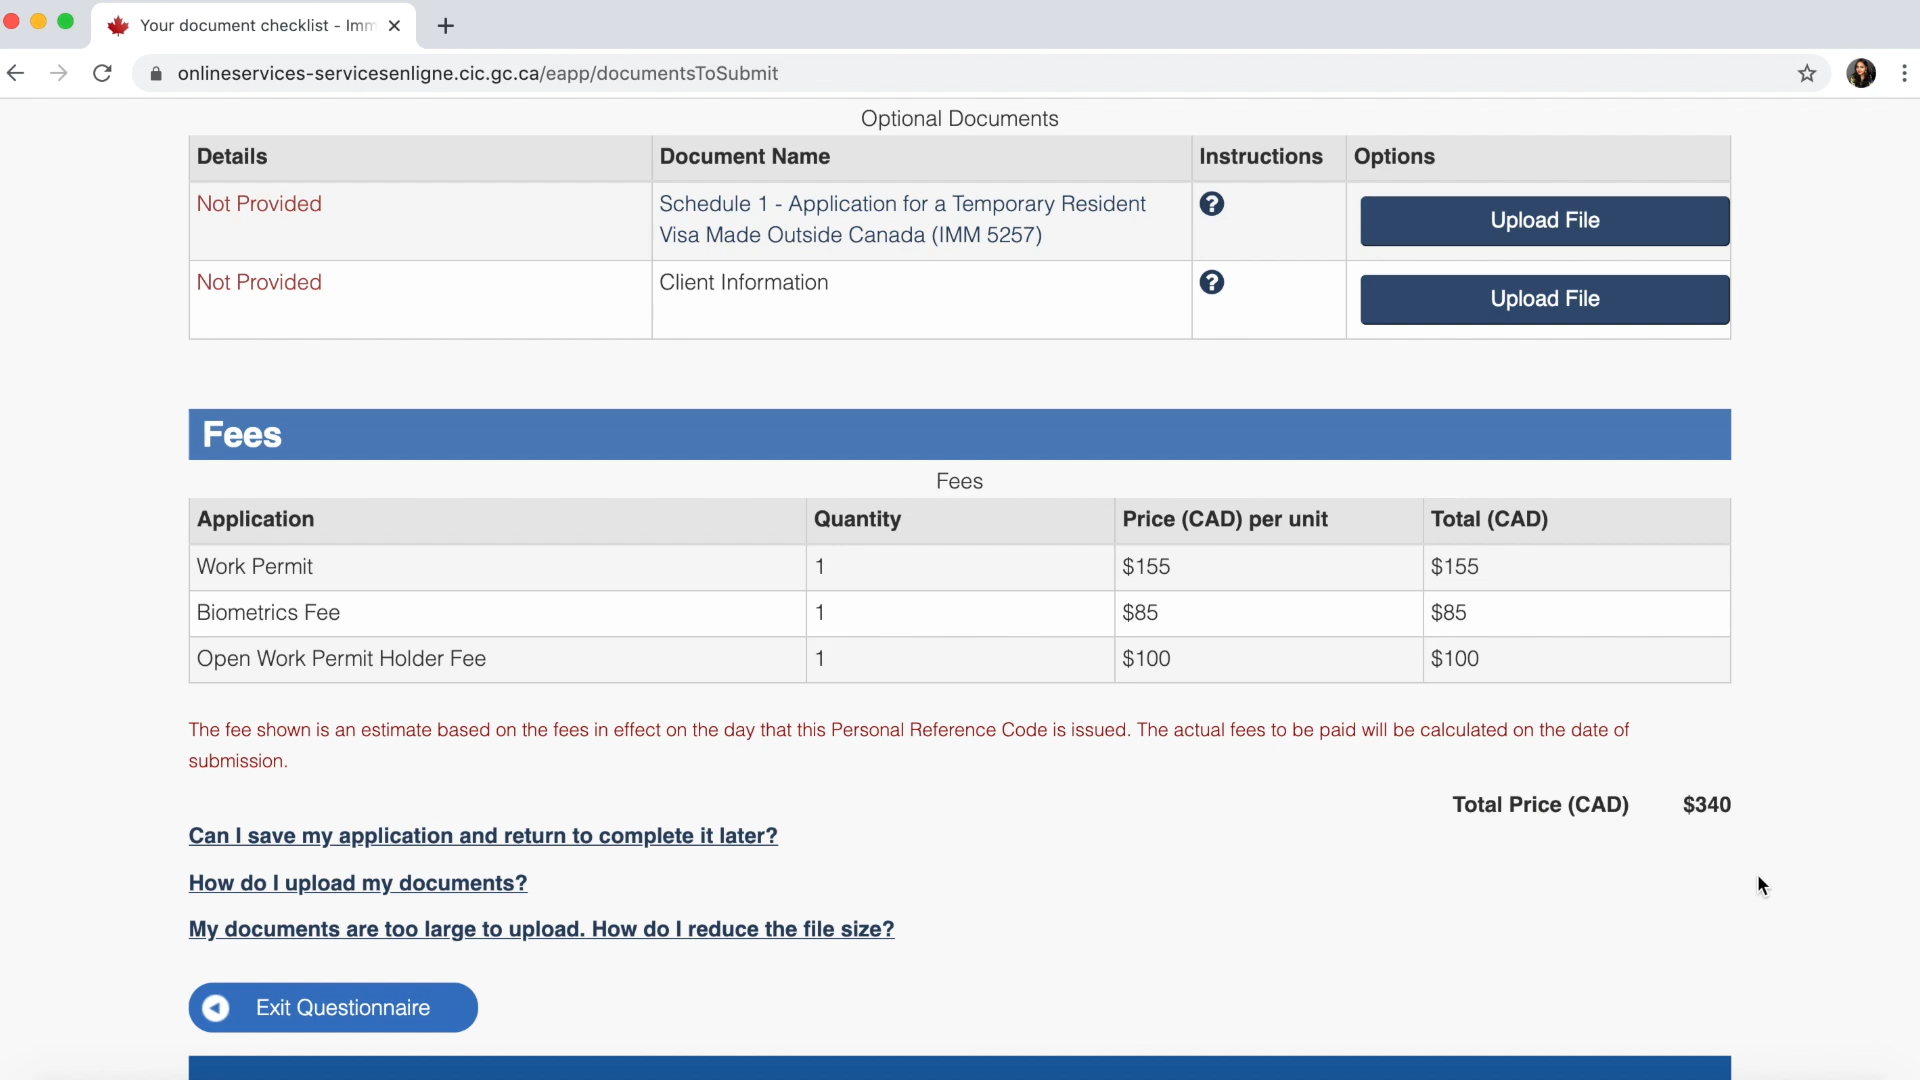 Your document checklist - Imm
onlineservices-servicesenligne.cic.gc.ca/eapp/documentsToSubmit
Optional Documents
Details Document Name Instructions Options
Not Provided Schedule 1 - Application for a Temporary Resident Visa Made Outside Canada (IMM 5257) ? Upload File
Not Provided Client Information ? Upload File
Fees
Fees
Application Quantity Price (CAD) per unit Total (CAD)
Work Permit 1 $155 $155
Biometrics Fee 1 $85 $85
Open Work Permit Holder Fee 1 $100 $100
The fee shown is an estimate based on the fees in effect on the day that this Personal Reference Code is issued. The actual fees to be paid will be calculated on the date of
submission.
Total Price (CAD) $340
Can I save my application and return to complete it later?
How do I upload my documents?
My documents are too large to upload. How do I reduce the file size?
Exit Questionnaire